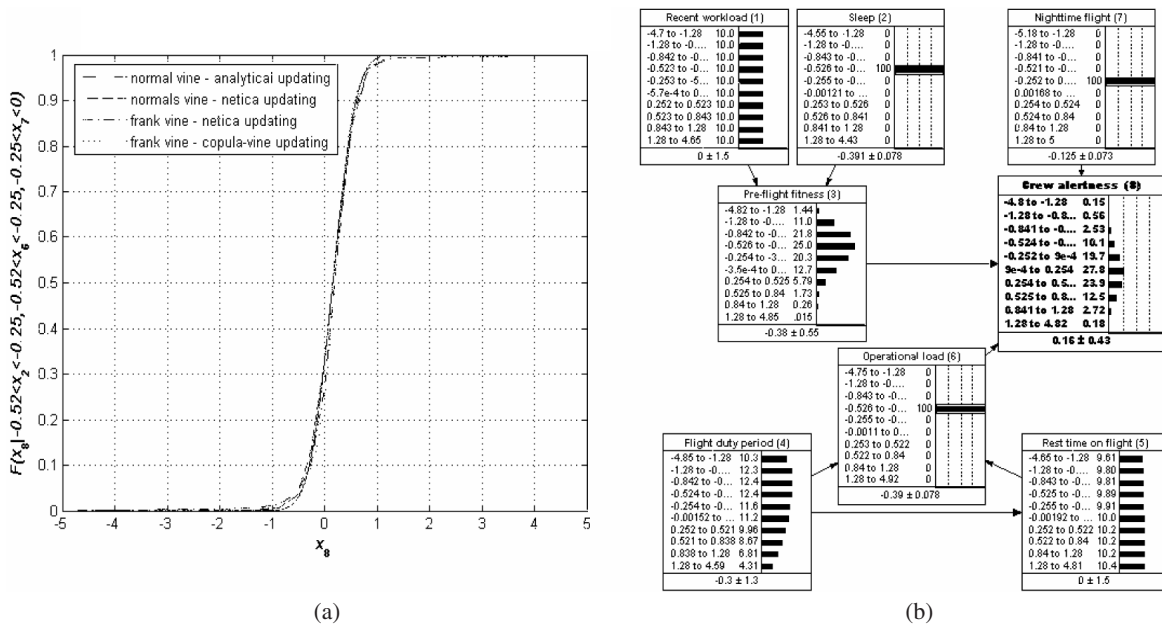 1
0.9
0.8
0.7
0.6
0.5
0.4
0.3
0.2
0.1
0
normal vine - analytical updating
normals vine - netica updating
frank vine - netica updating
frank vine - copula-vine updating
F(x8|-0.52<x2<-0.25,-0.52<x6<-0.25,-0.25<x7<0)
-5 -4 -3 -2 -1 0 1 2 3 4 5
x8
(a)
Recent workload (1)
-4.7 to -1.28 10.0
-1.28 to -0.... 10.0
-0.842 to -0... 10.0
-0.523 to -0... 10.0
-0.253 to -5... 10.0
-5.7e-4 to 0... 10.0
0.252 to 0.523 10.0
0.523 to 0.843 10.0
0.843 to 1.28 10.0
1.28 to 4.65 10.0
0 ± 1.5
Sleep (2)
-4.55 to -1.28 0
-1.28 to -0.... 0
-0.843 to -0... 0
-0.526 to -0... 100
-0.255 to -0... 0
-0.00121 to ... 0
0.253 to 0.526 0
0.526 to 0.841 0
0.841 to 1.28 0
1.28 to 4.43 0
-0.391 ± 0.078
Nighttime flight (7)
-5.18 to -1.28 0
-1.28 to -0.... 0
-0.841 to -0... 0
-0.521 to -0... 0
-0.252 to 0.... 100
0.00168 to ... 0
0.254 to 0.524 0
0.524 to 0.84 0
0.84 to 1.28 0
1.28 to 5 0
-0.125 ± 0.073
Pre-flight fitness (3)
-4.82 to -1.28 1.44
-1.28 to -0.... 11.0
-0.842 to -0... 21.8
-0.526 to -0... 25.0
-0.254 to -3... 20.3
-3.5e-4 to 0... 12.7
0.254 to 0.525 5.79
0.525 to 0.84 1.73
0.84 to 1.28 0.26
1.28 to 4.85 .015
-0.38 ± 0.55
Crew alertness (8)
-4.8 to -1.28 0.15
-1.28 to -0.8... 0.56
-0.841 to -0... 2.53
-0.524 to -0... 10.1
-0.252 to 9e-4 19.7
9e-4 to 0.254 27.8
0.254 to 0.5... 23.9
0.525 to 0.8... 12.5
0.841 to 1.28 2.72
1.28 to 4.82 0.18
0.16 ± 0.43
Operational load (6)
-4.75 to -1.28 0
-1.28 to -0.... 0
-0.843 to -0... 0
-0.526 to -0... 100
-0.255 to -0... 0
-0.0011 to 0... 0
0.253 to 0.522 0
0.522 to 0.84 0
0.84 to 1.28 0
1.28 to 4.92 0
-0.39 ± 0.078
Flight duty period (4)
-4.85 to -1.28 10.3
-1.28 to -0.... 12.3
-0.842 to -0... 12.4
-0.524 to -0... 12.4
-0.254 to -0... 11.6
-0.00152 to ... 11.2
0.252 to 0.521 9.96
0.521 to 0.838 8.67
0.838 to 1.28 6.81
1.28 to 4.59 4.31
-0.3 ± 1.3
Rest time on flight (5)
-4.65 to -1.28 9.61
-1.28 to -0.... 9.80
-0.843 to -0... 9.81
-0.525 to -0... 9.89
-0.255 to -0... 9.91
-0.00192 to ... 10.0
0.252 to 0.522 10.2
0.522 to 0.84 10.2
0.84 to 1.28 10.2
1.28 to 4.81 10.4
0 ± 1.5
(b)